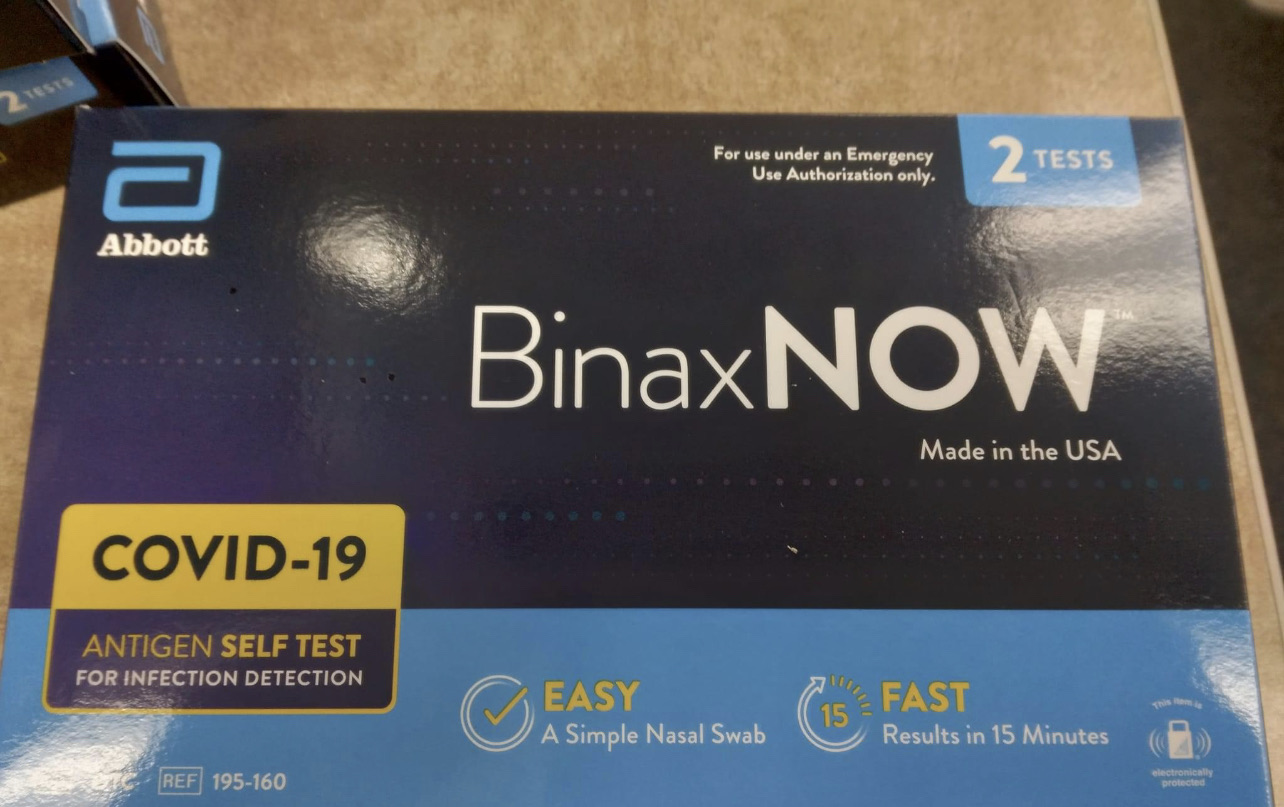 2 TESTS
Abbott
For use under an Emergency
Use Authorization only.
2 TESTS
BinaxNOW™
Made in the USA
COVID-19
ANTIGEN SELF TEST
FOR INFECTION DETECTION
EASY
A Simple Nasal Swab
15
FAST
Results in 15 Minutes
This item is
electronically
protected
REF 195-160